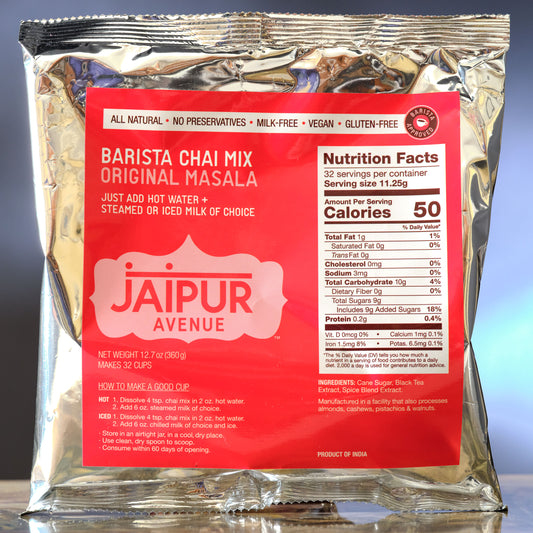 ALL NATURAL • NO PRESERVATIVES • MILK-FREE • VEGAN • GLUTEN-FREE
BARISTA APPROVED
BARISTA CHAI MIX
ORIGINAL MASALA
JUST ADD HOT WATER +
STEAMED OR ICED MILK OF CHOICE
JAIPUR
AVENUE
TM
NET WEIGHT 12.7 oz (360g)
MAKES 32 CUPS
HOW TO MAKE A GOOD CUP
HOT 1. Dissolve 4 tsp. chai mix in 2 oz. hot water.
2. Add 6 oz. steamed milk of choice.
ICED 1. Dissolve 4 tsp. chai mix in 2 oz. hot water.
2. Add 6 oz. chilled milk of choice and ice.
· Store in an airtight jar, in a cool, dry place.
· Use clean, dry spoon to scoop.
· Consume within 60 days of opening.
Nutrition Facts
32 servings per container
Serving size 11.25g
Amount Per Serving
Calories 50
% Daily Value*
Total Fat 1g 1%
Saturated Fat 0g 0%
Trans Fat 0g
Cholesterol 0mg 0%
Sodium 3mg 0%
Total Carbohydrate 10g 4%
Dietary Fiber 0g 0%
Total Sugars 9g
Includes 9g Added Sugars 18%
Protein 0.2g 0.4%
Vit. D 0mcg 0% • Calcium 1mg 0.1%
Iron 1.5mg 8% • Potas. 6.5mg 0.1%
*The % Daily Value (DV) tells you how much a
nutrient in a serving of food contributes to a daily
diet. 2,000 a day is used for general nutrition advice.
INGREDIENTS: Cane Sugar, Black Tea
Extract, Spice Blend Extract.
Manufactured in a facility that also processes
almonds, cashews, pistachios & walnuts.
PRODUCT OF INDIA